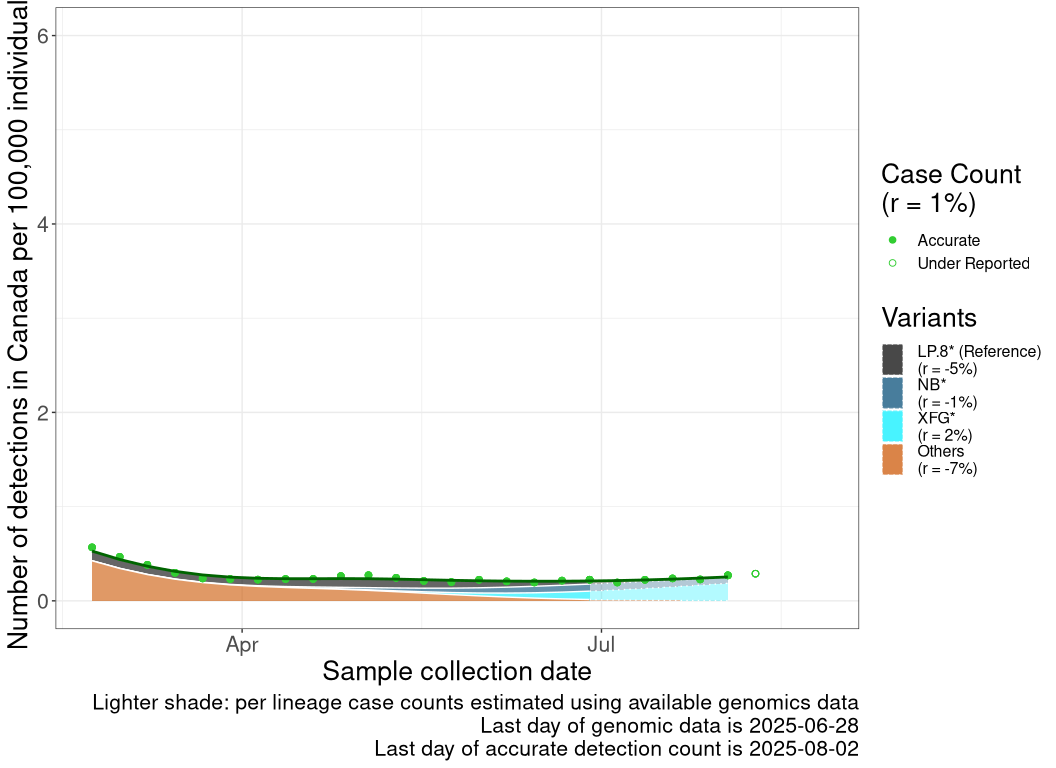 Number of detections in Canada per 100,000 individual
6
4
2
0
Apr
Jul
Sample collection date
Lighter shade: per lineage case counts estimated using available genomics data
Last day of genomic data is 2025-06-28
Last day of accurate detection count is 2025-08-02
Case Count
(r = 1%)
Accurate
Under Reported
Variants
LP.8* (Reference)
(r = -5%)
NB*
(r = -1%)
XFG*
(r = 2%)
Others
(r = -7%)